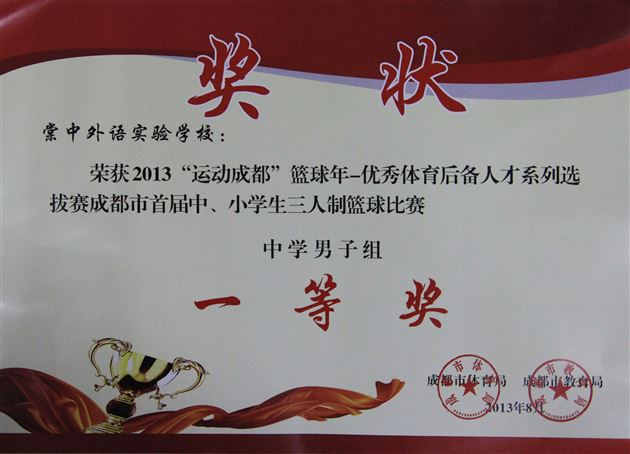 奖 状
棠中外语实验学校：
荣获2013“运动成都”篮球年-优秀体育后备人才系列选
拔赛成都市首届中、小学生三人制篮球比赛
中学男子组
一等奖
成都市体育局 成都市教育局
2013年8月